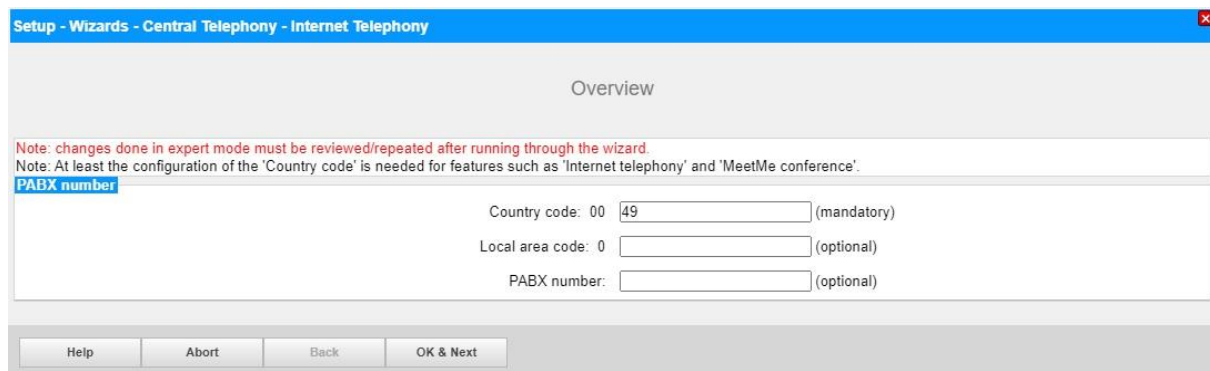 Setup - Wizards - Central Telephony - Internet Telephony
Overview
Note: changes done in expert mode must be reviewed/repeated after running through the wizard.
Note: At least the configuration of the 'Country code' is needed for features such as 'Internet telephony' and 'MeetMe conference'.
PABX number
Country code: 00 49 (mandatory)
Local area code: 0 (optional)
PABX number: (optional)
Help Abort Back OK & Next